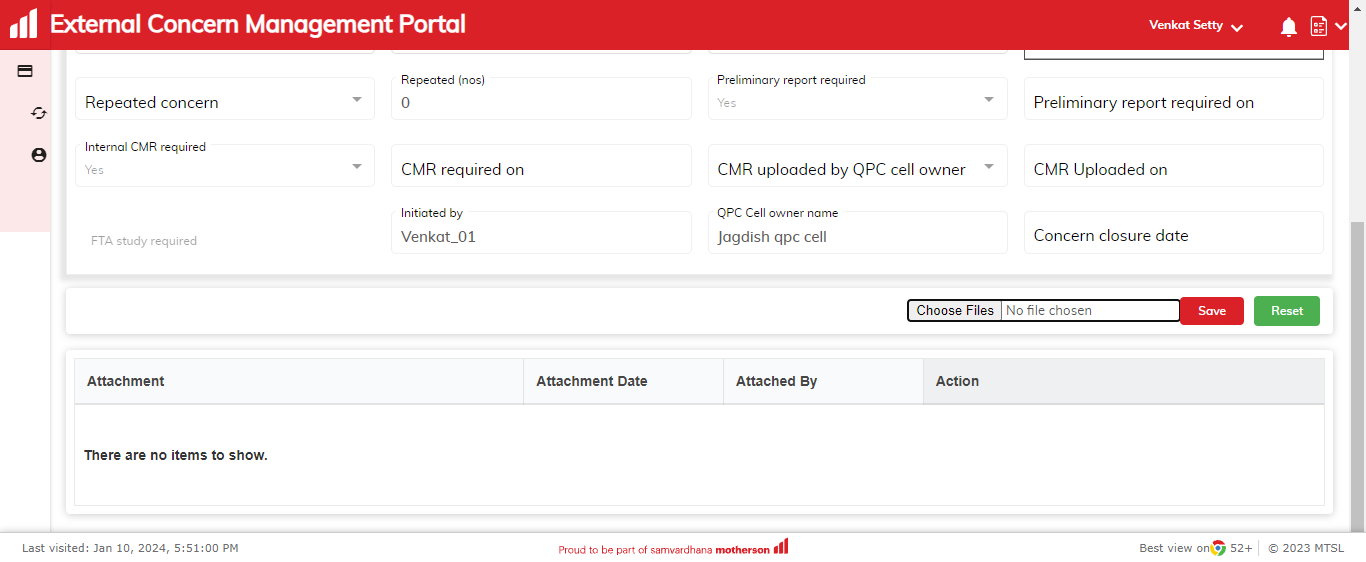 External Concern Management Portal
Venkat Setty
Repeated concern
Repeated (nos)
0
Preliminary report required
Yes
Preliminary report required on
Internal CMR required
Yes
CMR required on
CMR uploaded by QPC cell owner
CMR Uploaded on
FTA study required
Initiated by
Venkat_01
QPC Cell owner name
Jagdish qpc cell
Concern closure date
Choose Files No file chosen
Save
Reset
Attachment Attachment Date Attached By Action
There are no items to show.
Last visited: Jan 10, 2024, 5:51:00 PM
Proud to be part of samvardhana motherson
Best view on 52+ © 2023 MTSL